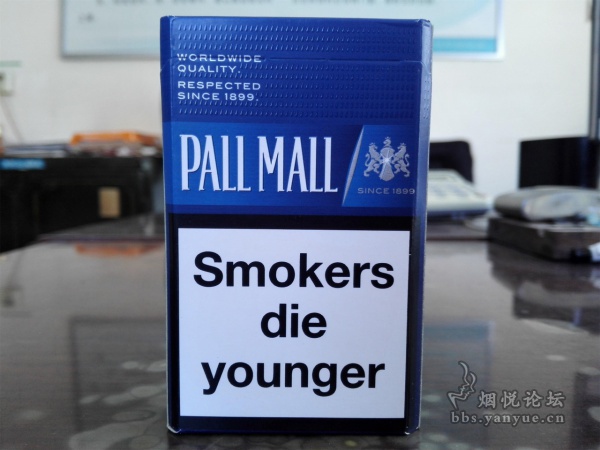 WORLDWIDE
QUALITY.
RESPECTED
SINCE 1899.
PALL MALL
SINCE 1899
Smokers
die
younger
烟悦论坛
bbs.yanyue.cn